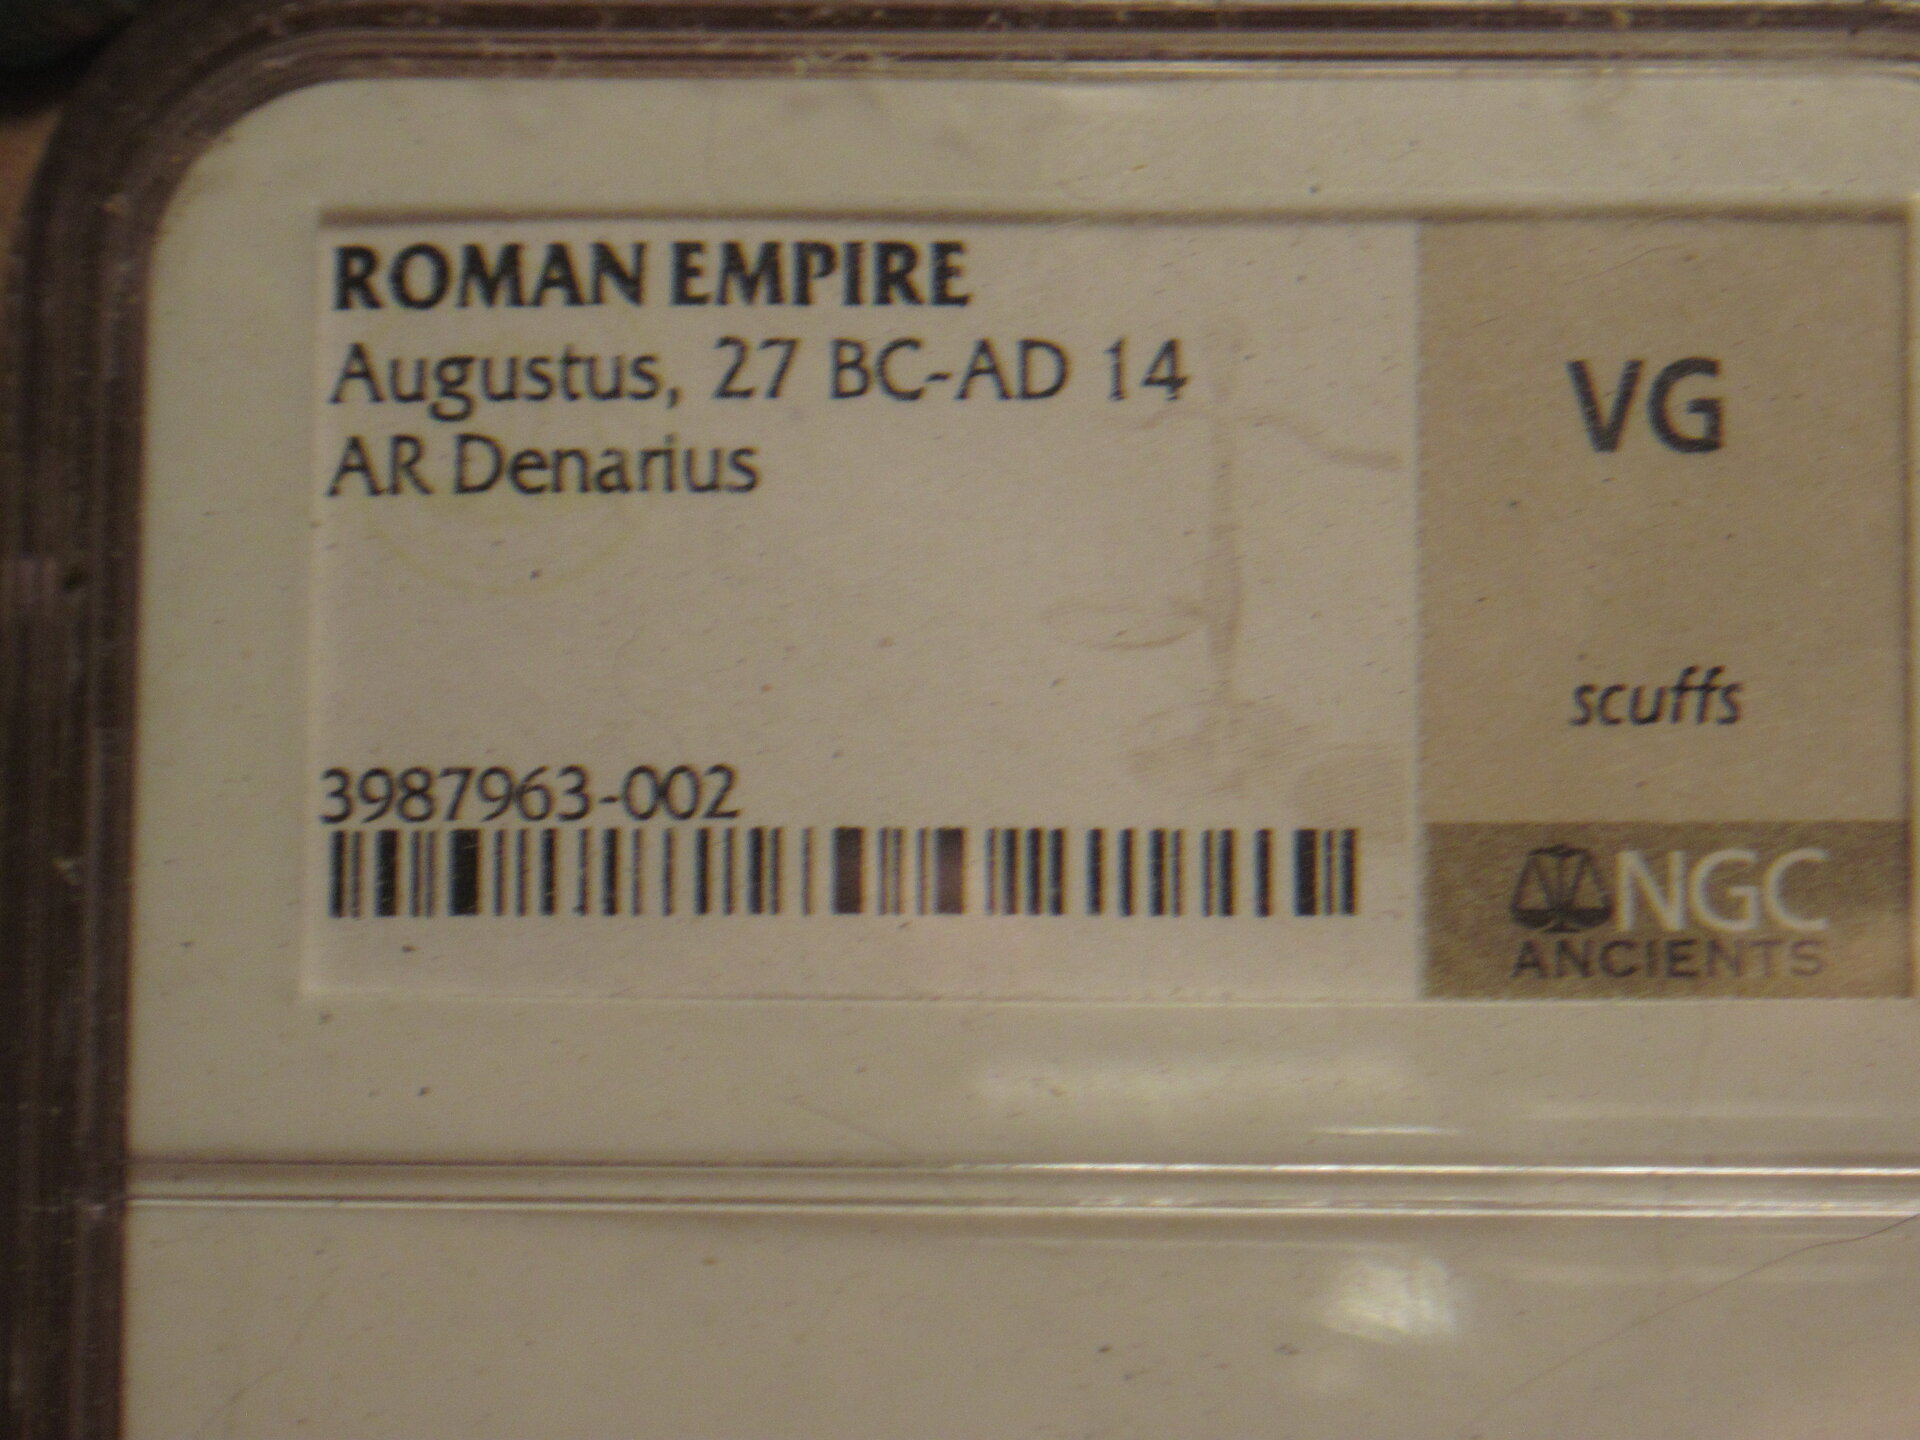 ROMAN EMPIRE
Augustus, 27 BC-AD 14
AR Denarius
3987963-002
VG
scuffs
NGC
ANCIENTS